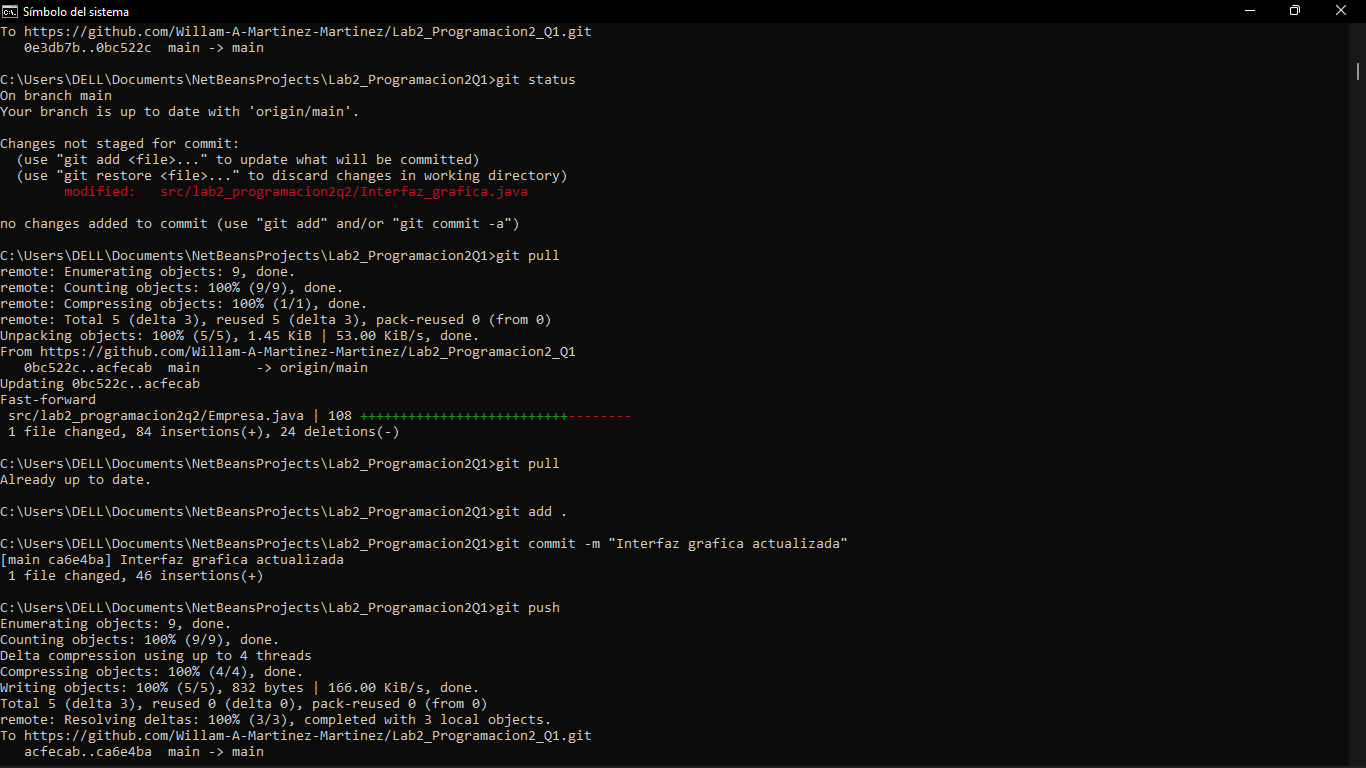 Símbolo del sistema
To https://github.com/Willam-A-Martinez-Martinez/Lab2_Programacion2_Q1.git
   0e3db7b..0bc522c  main -> main

C:\Users\DELL\Documents\NetBeansProjects\Lab2_Programacion2Q1>git status
On branch main
Your branch is up to date with 'origin/main'.

Changes not staged for commit:
  (use "git add <file>..." to update what will be committed)
  (use "git restore <file>..." to discard changes in working directory)
        modified:   src/lab2_programacion2q2/Interfaz_grafica.java

no changes added to commit (use "git add" and/or "git commit -a")

C:\Users\DELL\Documents\NetBeansProjects\Lab2_Programacion2Q1>git pull
remote: Enumerating objects: 9, done.
remote: Counting objects: 100% (9/9), done.
remote: Compressing objects: 100% (1/1), done.
remote: Total 5 (delta 3), reused 5 (delta 3), pack-reused 0 (from 0)
Unpacking objects: 100% (5/5), 1.45 KiB | 53.00 KiB/s, done.
From https://github.com/Willam-A-Martinez-Martinez/Lab2_Programacion2_Q1
   0bc522c..acfecab  main       -> origin/main
Updating 0bc522c..acfecab
Fast-forward
 src/lab2_programacion2q2/Empresa.java | 108 ++++++++++++++++++++++++++--------
 1 file changed, 84 insertions(+), 24 deletions(-)

C:\Users\DELL\Documents\NetBeansProjects\Lab2_Programacion2Q1>git pull
Already up to date.

C:\Users\DELL\Documents\NetBeansProjects\Lab2_Programacion2Q1>git add .

C:\Users\DELL\Documents\NetBeansProjects\Lab2_Programacion2Q1>git commit -m "Interfaz grafica actualizada"
[main ca6e4ba] Interfaz grafica actualizada
 1 file changed, 46 insertions(+)

C:\Users\DELL\Documents\NetBeansProjects\Lab2_Programacion2Q1>git push
Enumerating objects: 9, done.
Counting objects: 100% (9/9), done.
Delta compression using up to 4 threads
Compressing objects: 100% (4/4), done.
Writing objects: 100% (5/5), 832 bytes | 166.00 KiB/s, done.
Total 5 (delta 3), reused 0 (delta 0), pack-reused 0 (from 0)
remote: Resolving deltas: 100% (3/3), completed with 3 local objects.
To https://github.com/Willam-A-Martinez-Martinez/Lab2_Programacion2_Q1.git
   acfecab..ca6e4ba  main -> main